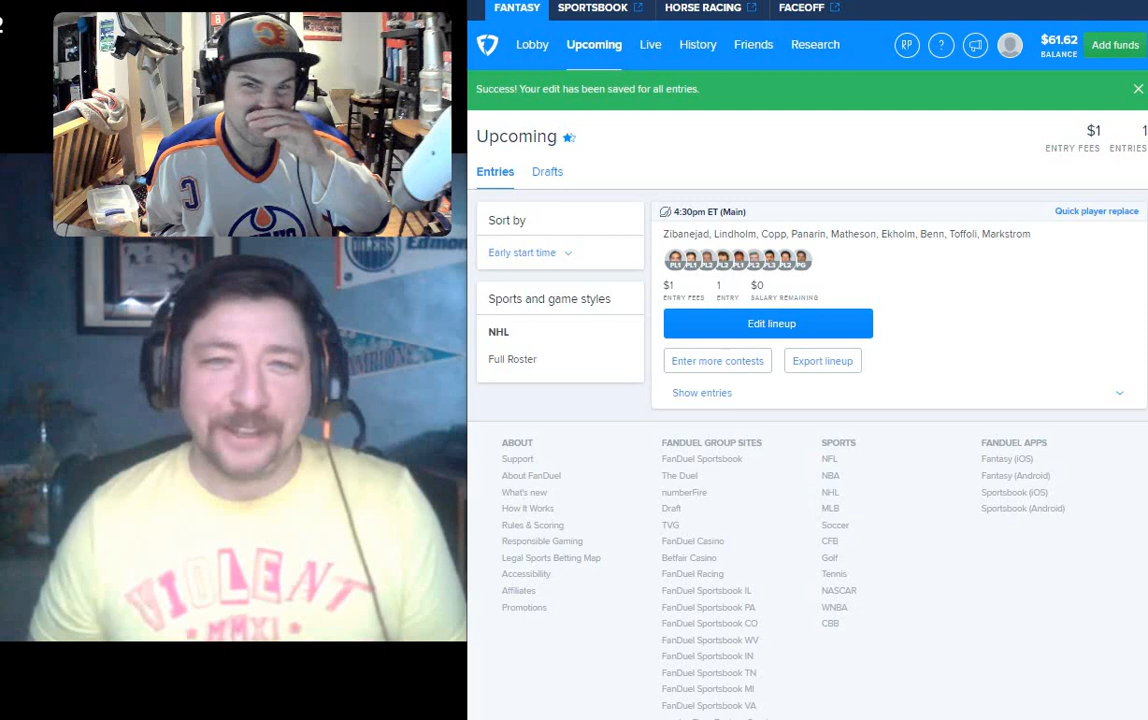 2
B
C
OILERS
OILERS
Edmo
VIOLENT
★ MMXI ★
FANTASY SPORTSBOOK HORSE RACING FACEOFF
Lobby Upcoming Live History Friends Research RP ? $61.62 BALANCE Add funds
Success! Your edit has been saved for all entries.
Upcoming
$1 1
ENTRY FEES ENTRIES
Entries Drafts
Sort by
Early start time
Sports and game styles
NHL
Full Roster
4:30pm ET (Main) Quick player replace
Zibanejad, Lindholm, Copp, Panarin, Matheson, Ekholm, Benn, Toffoli, Markstrom
$1 1 $0
ENTRY FEES ENTRY SALARY REMAINING
Edit lineup
Enter more contests Export lineup
Show entries
ABOUT
Support
About FanDuel
What's new
How It Works
Rules & Scoring
Responsible Gaming
Legal Sports Betting Map
Accessibility
Affiliates
Promotions
FANDUEL GROUP SITES
FanDuel Sportsbook
The Duel
numberFire
Draft
TVG
FanDuel Casino
Betfair Casino
FanDuel Racing
FanDuel Sportsbook IL
FanDuel Sportsbook PA
FanDuel Sportsbook CO
FanDuel Sportsbook WV
FanDuel Sportsbook IN
FanDuel Sportsbook TN
FanDuel Sportsbook MI
FanDuel Sportsbook VA
SPORTS
NFL
NBA
NHL
MLB
Soccer
CFB
Golf
Tennis
NASCAR
WNBA
CBB
FANDUEL APPS
Fantasy (iOS)
Fantasy (Android)
Sportsbook (iOS)
Sportsbook (Android)